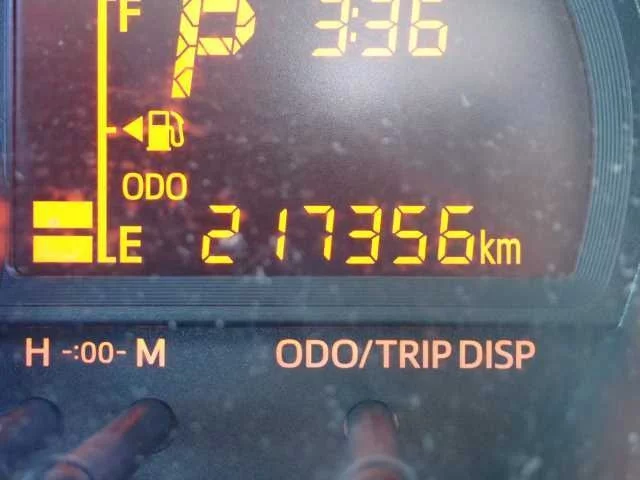 F
P
3:36
ODO
217356km
E
H -:00- M
ODO/TRIP DISP